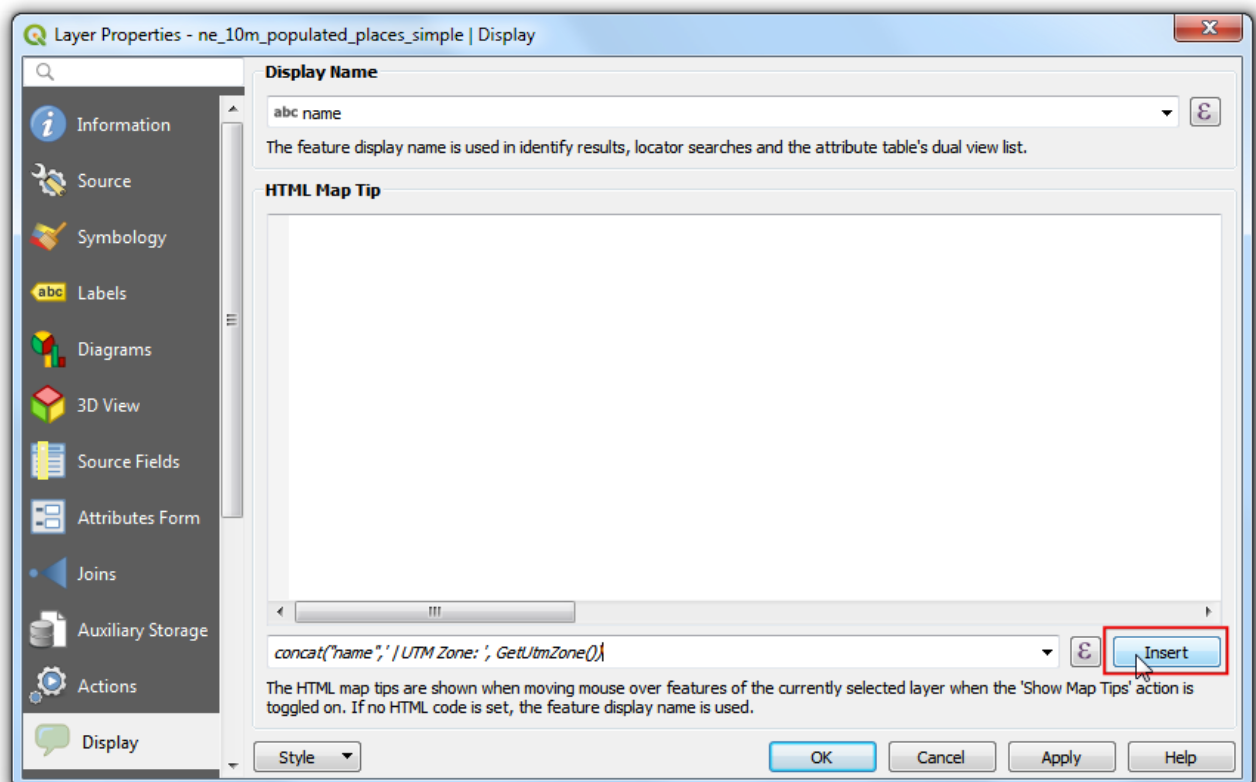 Layer Properties - ne_10m_populated_places_simple | Display
Information
Source
Symbology
abc Labels
Diagrams
3D View
Source Fields
Attributes Form
Joins
Auxiliary Storage
Actions
Display
Display Name
abc name
ε
The feature display name is used in identify results, locator searches and the attribute table's dual view list.
HTML Map Tip
concat("name",' | UTM Zone: ', GetUtmZone())
ε
Insert
The HTML map tips are shown when moving mouse over features of the currently selected layer when the 'Show Map Tips' action is
toggled on. If no HTML code is set, the feature display name is used.
Style
OK
Cancel
Apply
Help